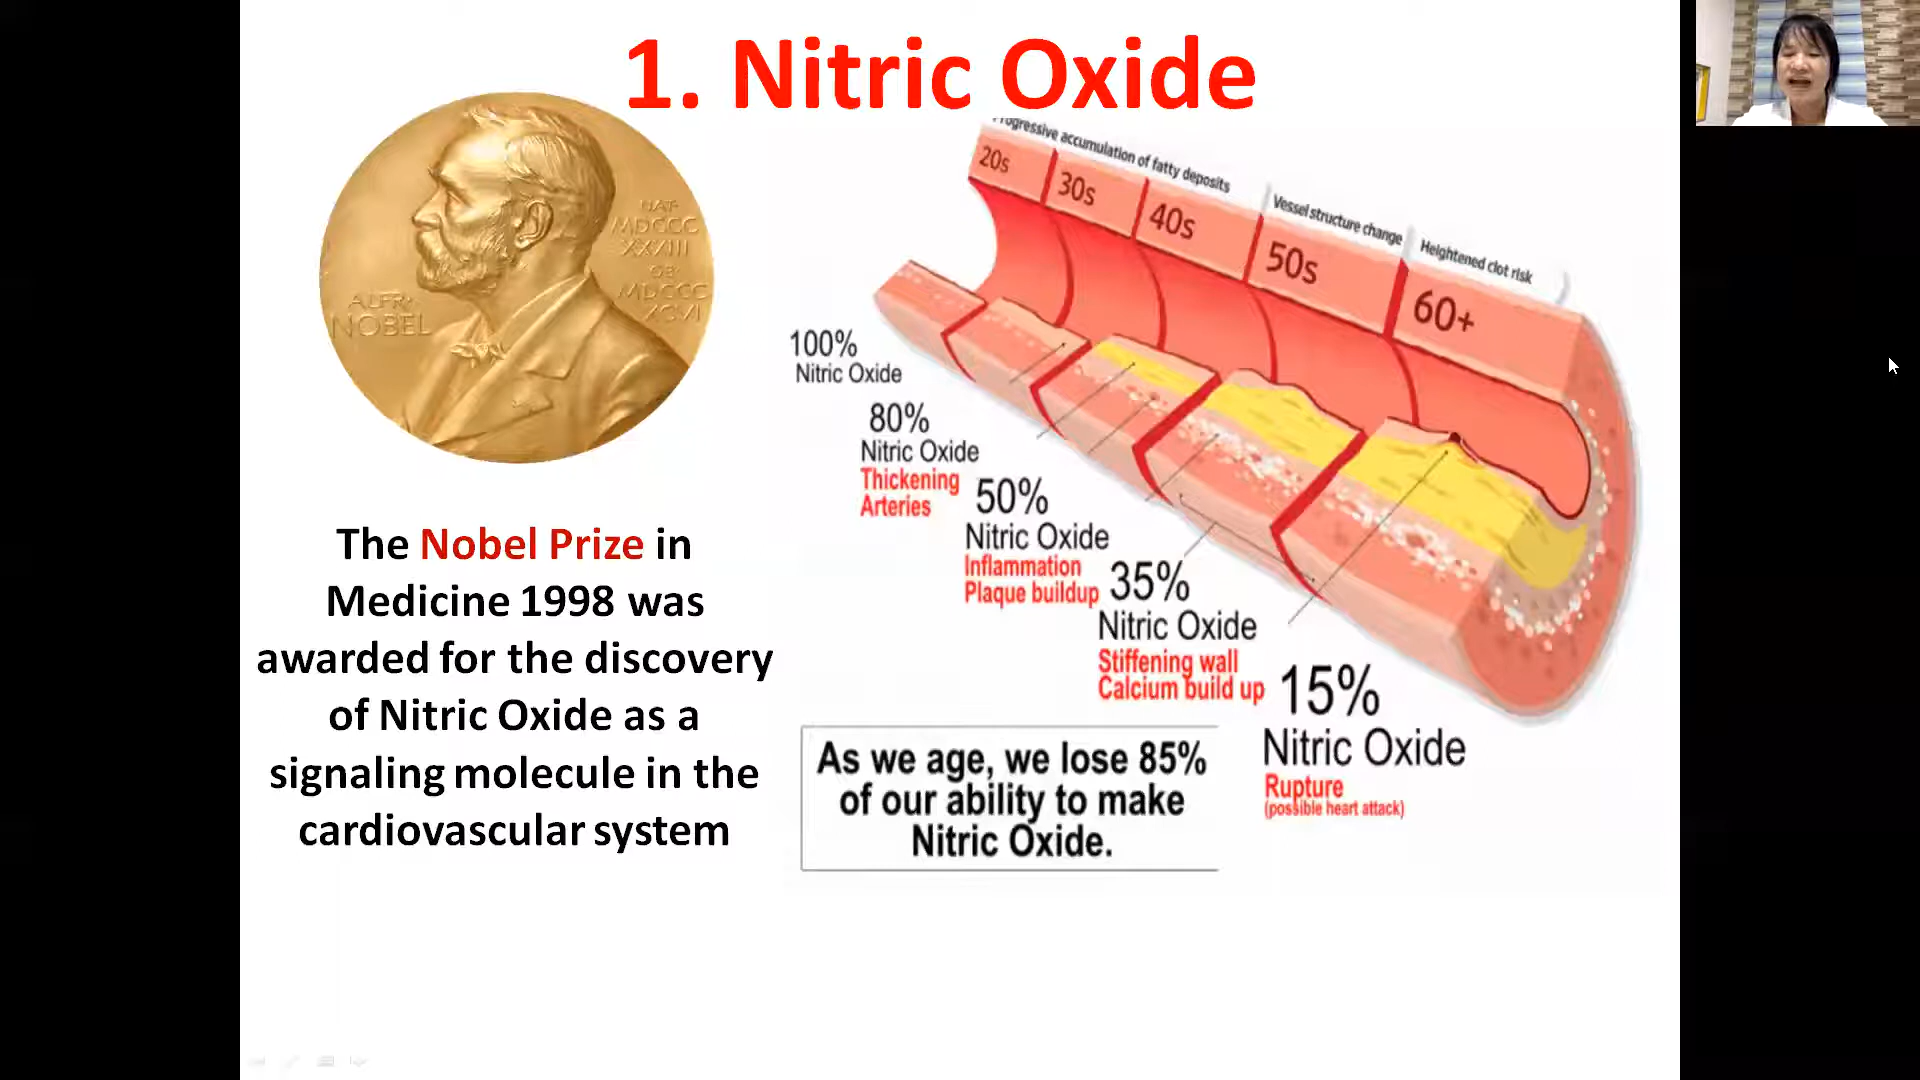 1. Nitric Oxide
Progressive accumulation of fatty deposits
Vessel structure change
Heightened clot risk
20s
30s
40s
50s
60+
ALFR·
NOBEL
NAT·
MDCCC
XXXIII
OB·
MDCCC
XCVI
100%
Nitric Oxide
80%
Nitric Oxide
Thickening
Arteries
50%
Nitric Oxide
Inflammation
Plaque buildup
35%
Nitric Oxide
Stiffening wall
Calcium build up
15%
Nitric Oxide
Rupture
(possible heart attack)
The Nobel Prize in
Medicine 1998 was
awarded for the discovery
of Nitric Oxide as a
signaling molecule in the
cardiovascular system
As we age, we lose 85%
of our ability to make
Nitric Oxide.